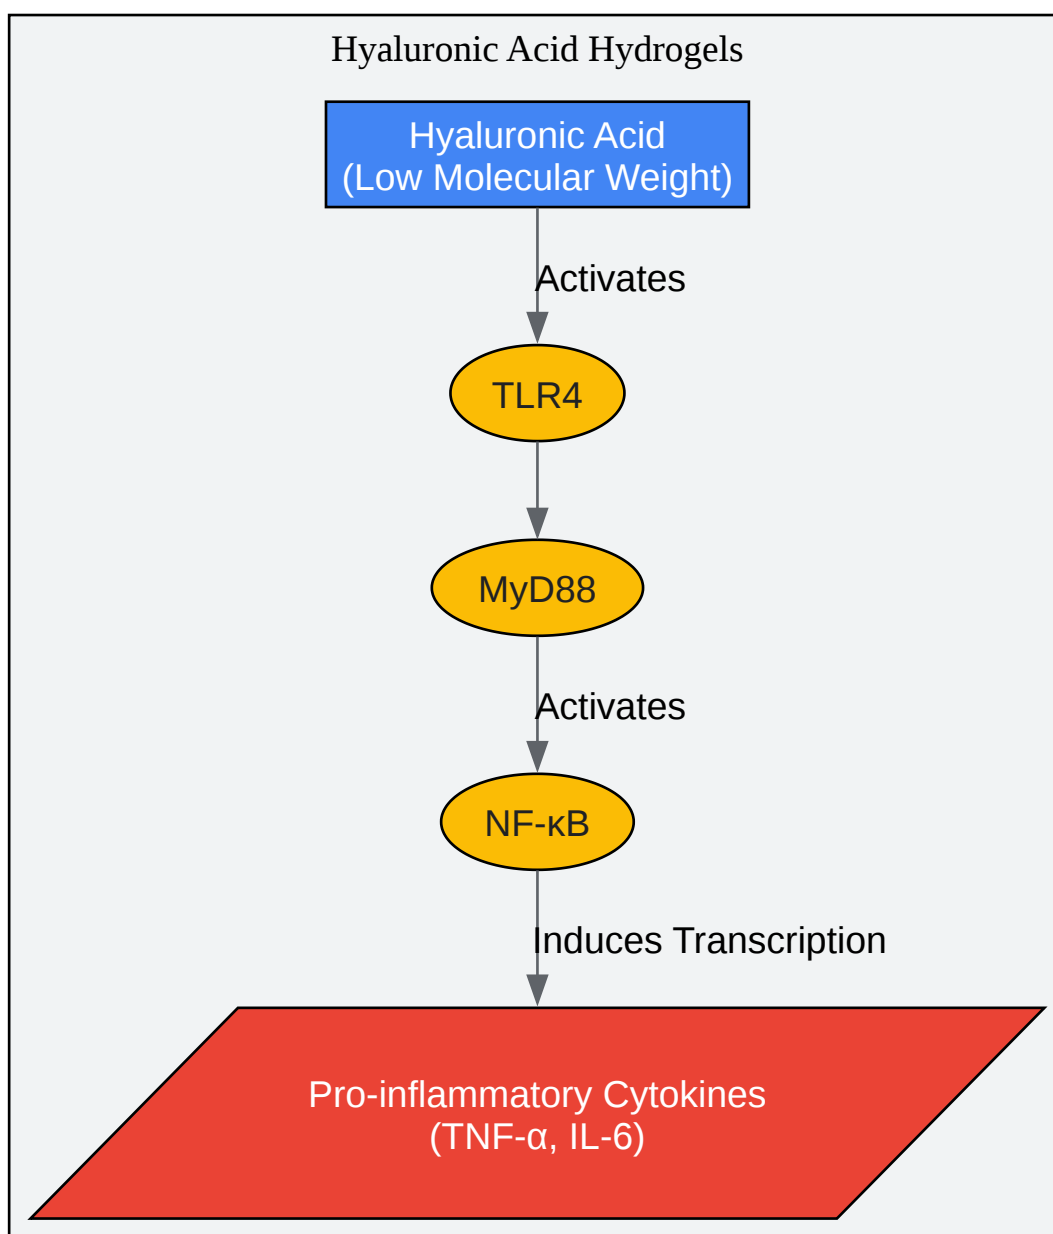 Hyaluronic Acid Hydrogels
Hyaluronic Acid
(Low Molecular Weight)
Activates
TLR4
MyD88
Activates
NF-κB
Induces Transcription
Pro-inflammatory Cytokines
(TNF-α, IL-6)